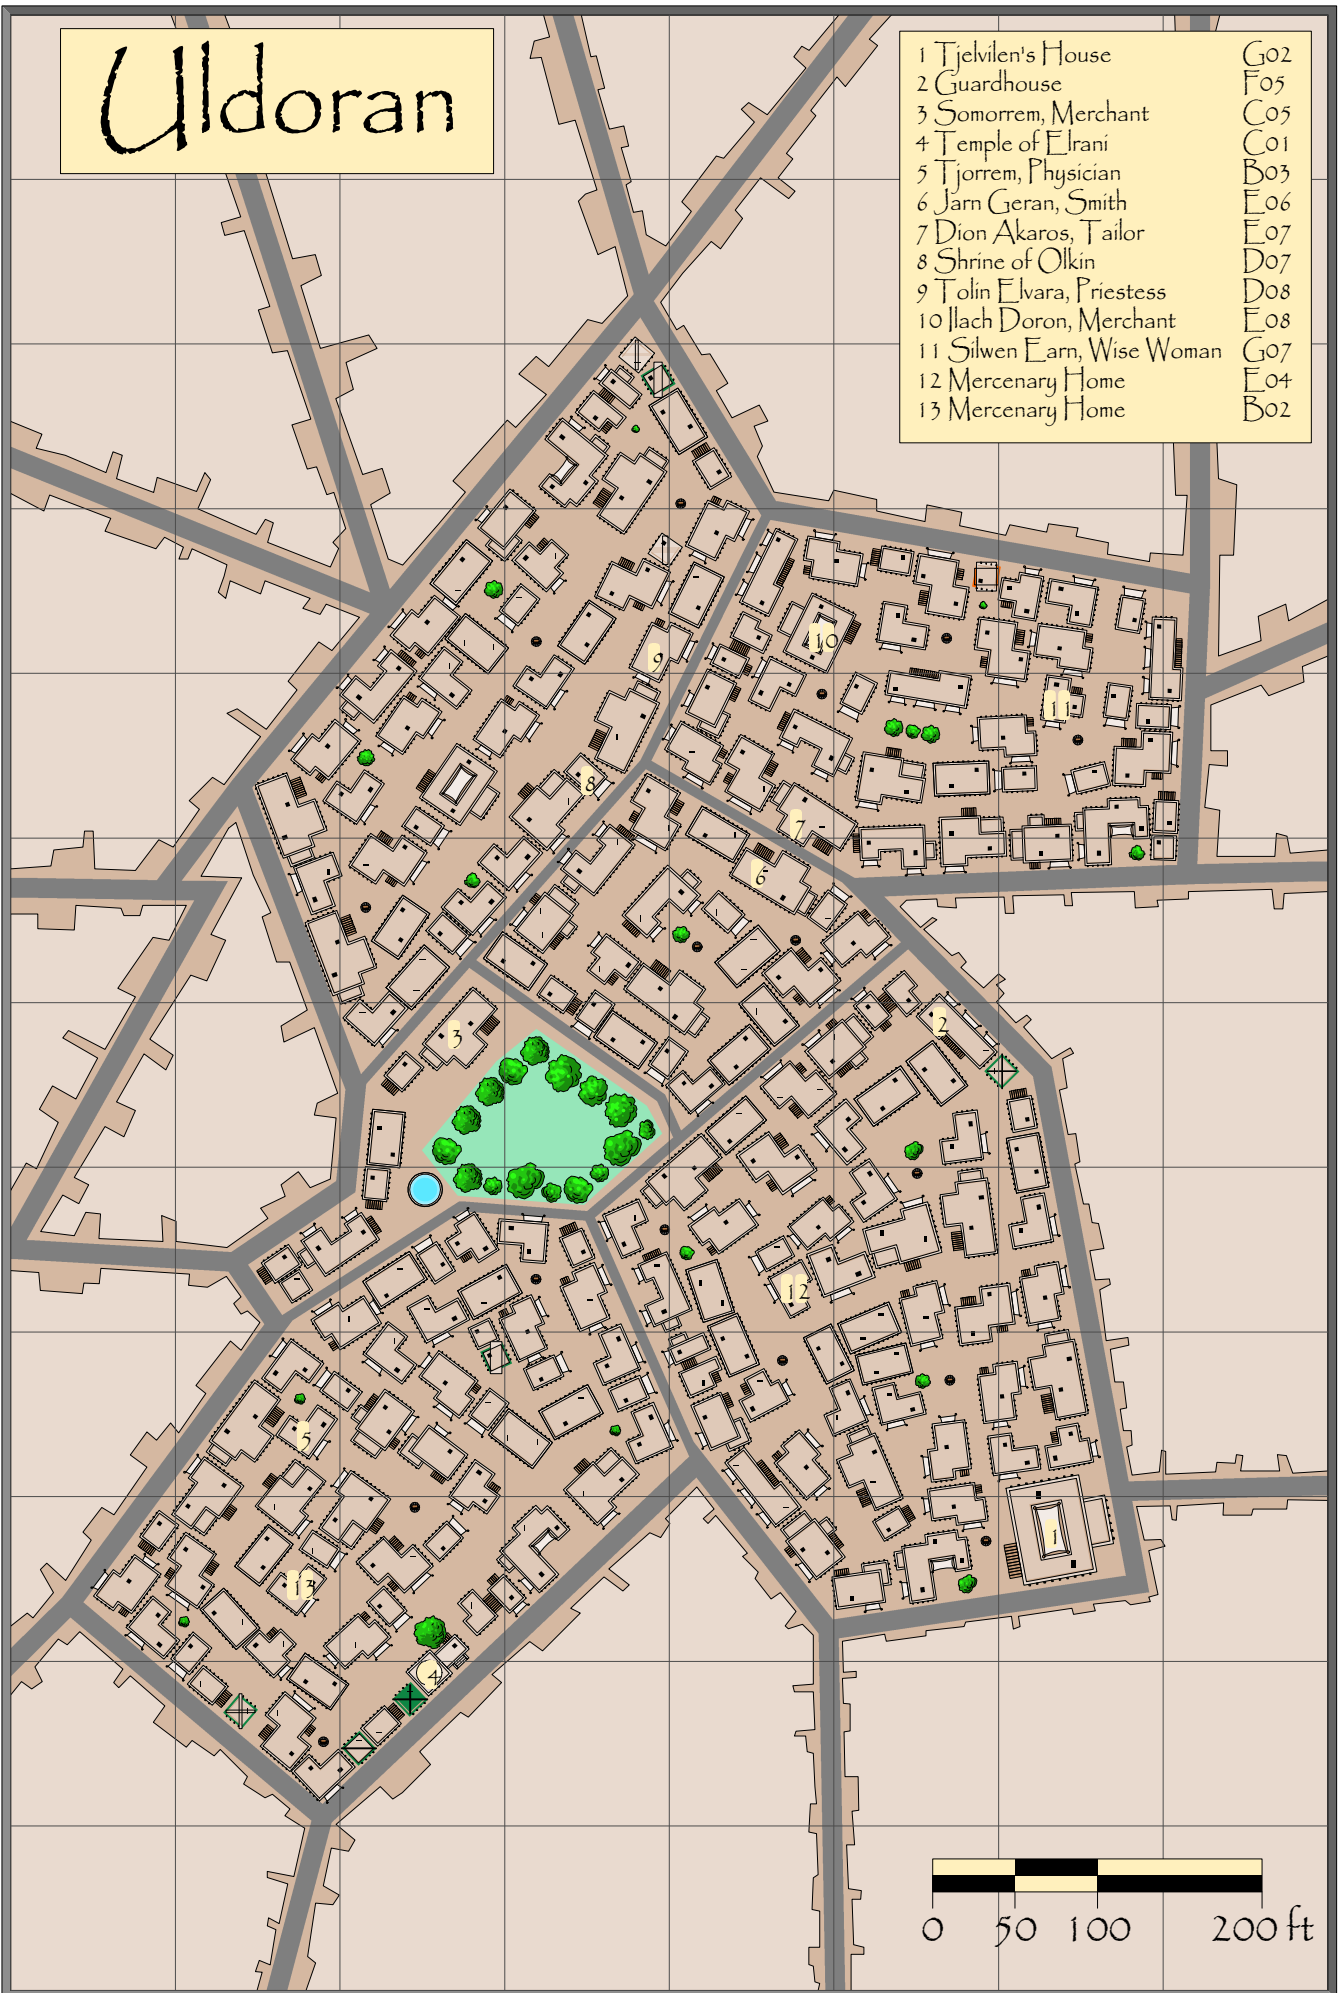 Uldoran
1 Tjelvilen's House G02
2 Guardhouse F05
3 Somorrem, Merchant C05
4 Temple of Elrani C01
5 Tjorrem, Physician B03
6 Jarn Geran, Smith E06
7 Dion Akaros, Tailor E07
8 Shrine of Olkin D07
9 Tolin Elvara, Priestess D08
10 Ilach Doron, Merchant E08
11 Silwen Earn, Wise Woman G07
12 Mercenary Home E04
13 Mercenary Home B02
10
9
11
8
7
6
2
3
12
5
1
13
4
0 50 100 200 ft